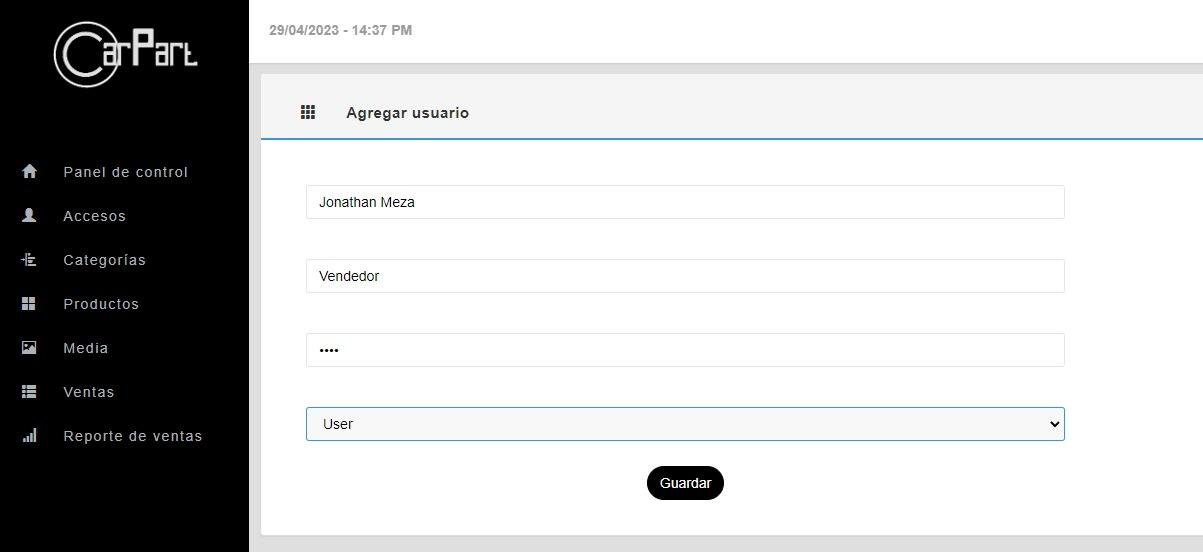 CarPart
29/04/2023 - 14:37 PM
Panel de control
Accesos
Categorías
Productos
Media
Ventas
Reporte de ventas
Agregar usuario
Jonathan Meza
Vendedor
••••
User
Guardar